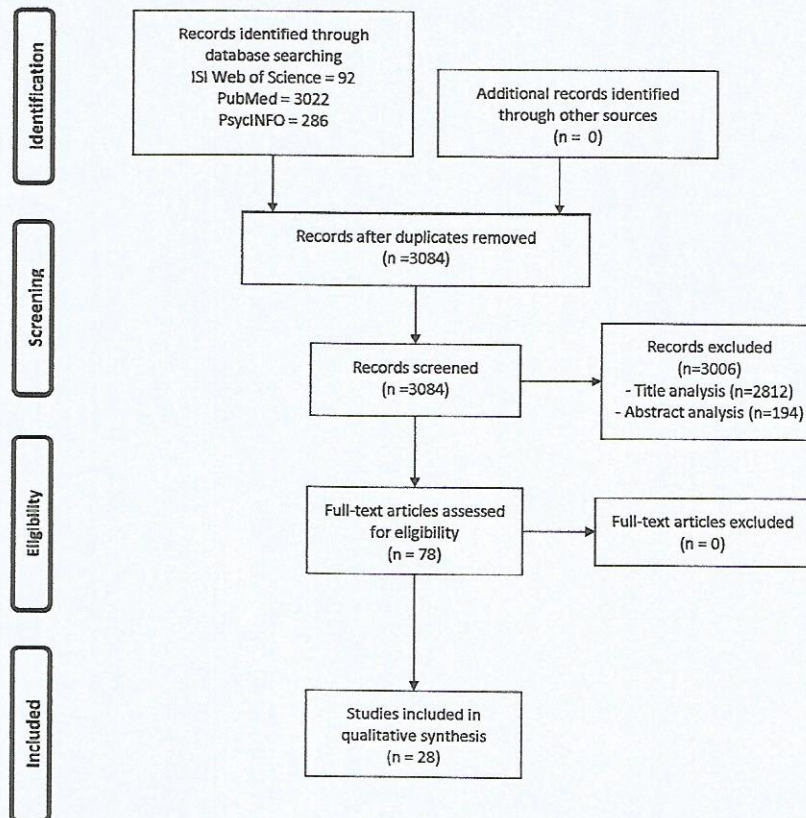 Identification
Records identified through
database searching
ISI Web of Science = 92
PubMed = 3022
PsycINFO = 286
Additional records identified
through other sources
(n = 0)
Screening
Records after duplicates removed
(n =3084)
Records screened
(n =3084)
Records excluded
(n=3006)
- Title analysis (n=2812)
- Abstract analysis (n=194)
Eligibility
Full-text articles assessed
for eligibility
(n = 78)
Full-text articles excluded
(n = 0)
Included
Studies included in
qualitative synthesis
(n = 28)